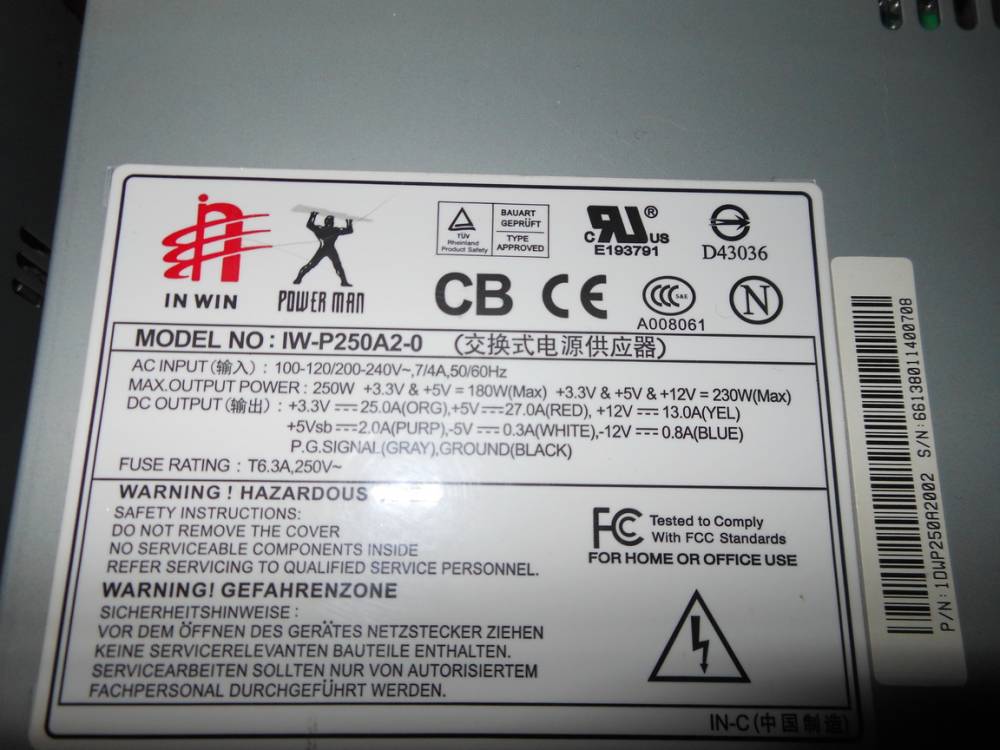 IN WIN
POWER MAN
TÜV
Rheinland
Product Safety
BAUART
GEPRÜFT
TYPE
APPROVED
C RU US ®
E193791
D43036
CB CE
CCC S&E
A008061
N
MODEL NO : IW-P250A2-0 (交换式电源供应器)
AC INPUT (输入) : 100-120/200-240V~,7/4A,50/60Hz
MAX.OUTPUT POWER : 250W +3.3V & +5V = 180W(Max) +3.3V & +5V & +12V = 230W(Max)
DC OUTPUT (输出) : +3.3V ⎓ 25.0A(ORG),+5V ⎓ 27.0A(RED), +12V ⎓ 13.0A(YEL)
+5Vsb ⎓ 2.0A(PURP),-5V ⎓ 0.3A(WHITE),-12V ⎓ 0.8A(BLUE)
P.G.SIGNAL(GRAY),GROUND(BLACK)
FUSE RATING : T6.3A,250V~
WARNING ! HAZARDOUS
SAFETY INSTRUCTIONS:
DO NOT REMOVE THE COVER
NO SERVICEABLE COMPONENTS INSIDE
REFER SERVICING TO QUALIFIED SERVICE PERSONNEL.
WARNUNG! GEFAHRENZONE
SICHERHEITSHINWEISE :
VOR DEM ÖFFNEN DES GERÄTES NETZSTECKER ZIEHEN
KEINE SERVICERELEVANTEN BAUTEILE ENTHALTEN.
SERVICEARBEITEN SOLLTEN NUR VON AUTORISIERTEM
FACHPERSONAL DURCHGEFÜHRT WERDEN.
FC Tested to Comply
With FCC Standards
FOR HOME OR OFFICE USE
IN-C (中国制造)
P/N:1DWP250A2002 S/N:66138011400708